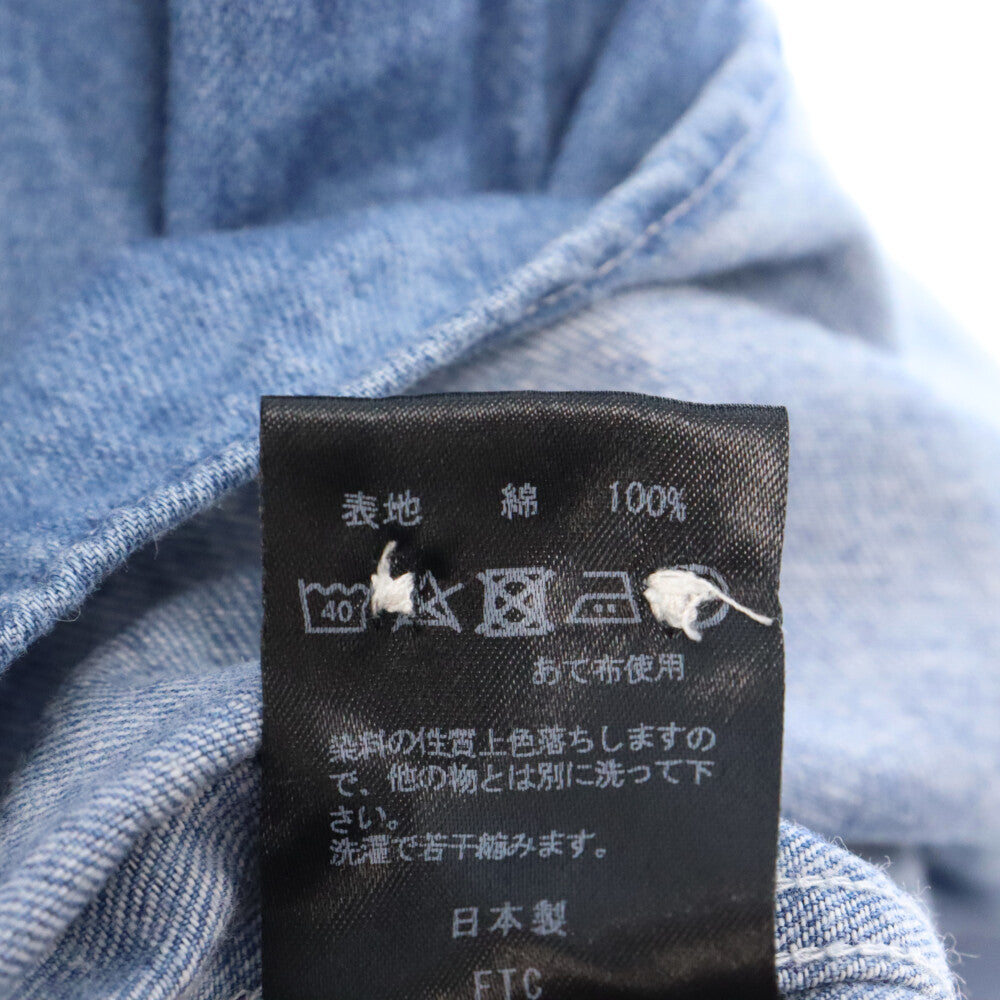 表地 綿 100%
40
あて布使用
染料の性質上色落ちしますの
で、他の物とは別に洗って下
さい。
洗濯で若干縮みます。
日本製
FTC